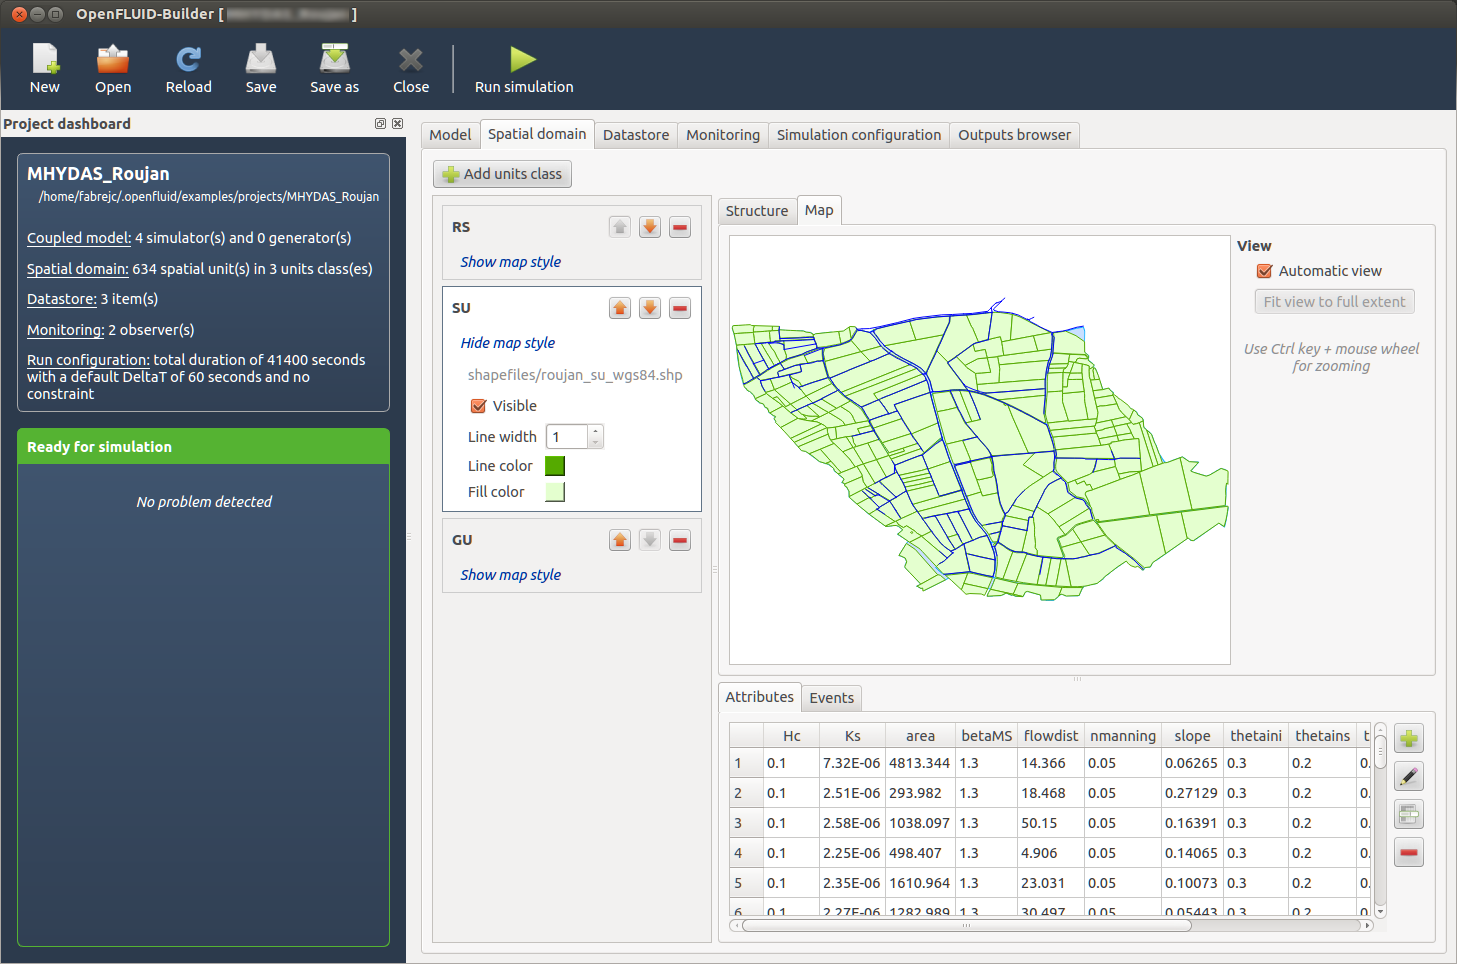 OpenFLUID-Builder [ ]
New
Open
Reload
Save
Save as
Close
Run simulation
Project dashboard
MHYDAS_Roujan
/home/fabrejc/.openfluid/examples/projects/MHYDAS_Roujan
Coupled model: 4 simulator(s) and 0 generator(s)
Spatial domain: 634 spatial unit(s) in 3 units class(es)
Datastore: 3 item(s)
Monitoring: 2 observer(s)
Run configuration: total duration of 41400 seconds
with a default DeltaT of 60 seconds and no
constraint
Ready for simulation
No problem detected
Model
Spatial domain
Datastore
Monitoring
Simulation configuration
Outputs browser
Add units class
RS
Show map style
SU
Hide map style
shapefiles/roujan_su_wgs84.shp
Visible
Line width 1
Line color
Fill color
GU
Show map style
Structure
Map
View
Automatic view
Fit view to full extent
Use Ctrl key + mouse wheel
for zooming
Attributes
Events
Hc Ks area betaMS flowdist nmanning slope thetaini thetains t
1 0.1 7.32E-06 4813.344 1.3 14.366 0.05 0.06265 0.3 0.2 0.
2 0.1 2.51E-06 293.982 1.3 18.468 0.05 0.27129 0.3 0.2 0.
3 0.1 2.58E-06 1038.097 1.3 50.15 0.05 0.16391 0.3 0.2 0.
4 0.1 2.25E-06 498.407 1.3 4.906 0.05 0.14065 0.3 0.2 0.
5 0.1 2.35E-06 1610.964 1.3 23.031 0.05 0.10073 0.3 0.2 0.
6 0.1 2.27E-06 1282.989 1.3 30.497 0.05 0.05443 0.3 0.2 0.